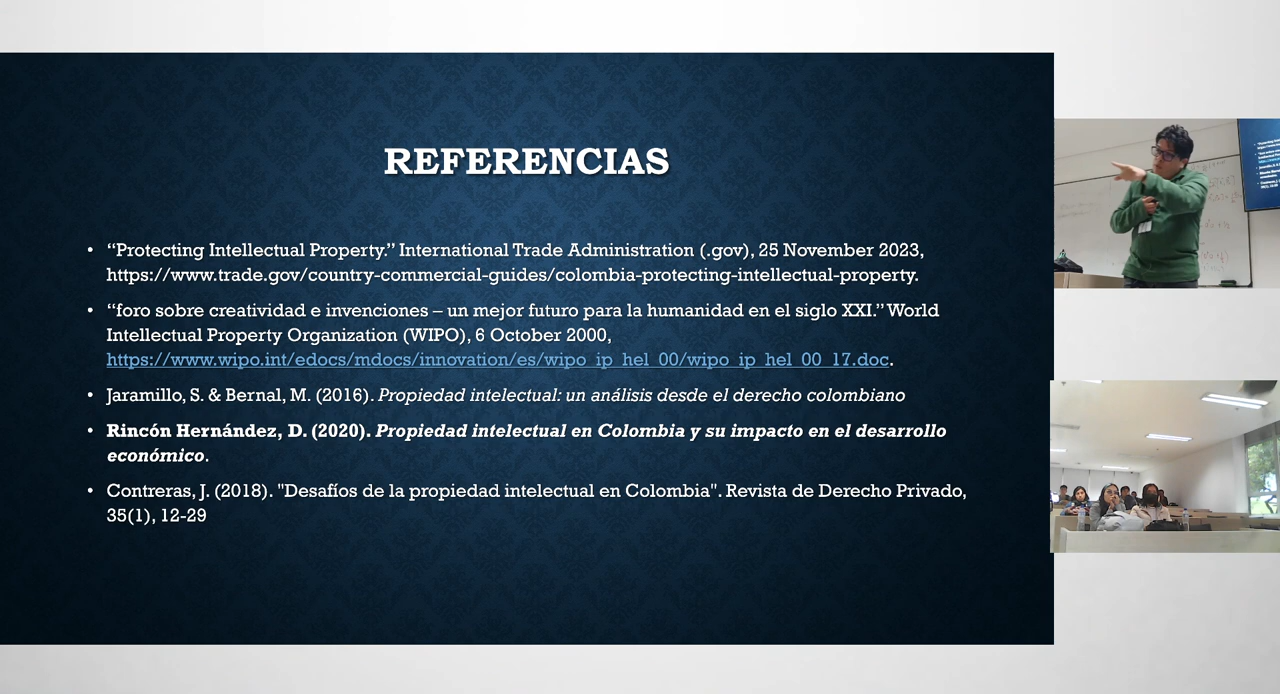 REFERENCIAS
• “Protecting Intellectual Property.” International Trade Administration (.gov), 25 November 2023,
https://www.trade.gov/country-commercial-guides/colombia-protecting-intellectual-property.
• “foro sobre creatividad e invenciones – un mejor futuro para la humanidad en el siglo XXI.” World
Intellectual Property Organization (WIPO), 6 October 2000,
https://www.wipo.int/edocs/mdocs/innovation/es/wipo_ip_hel_00/wipo_ip_hel_00_17.doc.
• Jaramillo, S. & Bernal, M. (2016). Propiedad intelectual: un análisis desde el derecho colombiano
• Rincón Hernández, D. (2020). Propiedad intelectual en Colombia y su impacto en el desarrollo
económico.
• Contreras, J. (2018). "Desafíos de la propiedad intelectual en Colombia". Revista de Derecho Privado,
35(1), 12-29